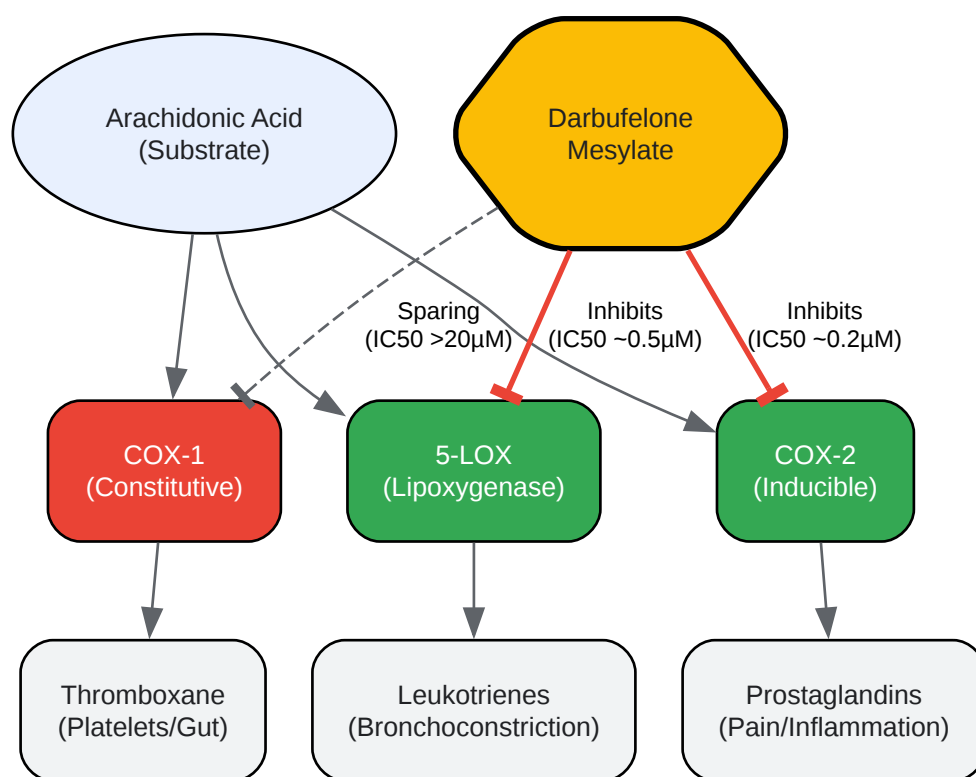 Arachidonic Acid
(Substrate)
Darbufelone
Mesylate
Sparing
(IC50 >20µM)
Inhibits
(IC50 ~0.5µM)
Inhibits
(IC50 ~0.2µM)
COX-1
(Constitutive)
5-LOX
(Lipoxygenase)
COX-2
(Inducible)
Thromboxane
(Platelets/Gut)
Leukotrienes
(Bronchoconstriction)
Prostaglandins
(Pain/Inflammation)